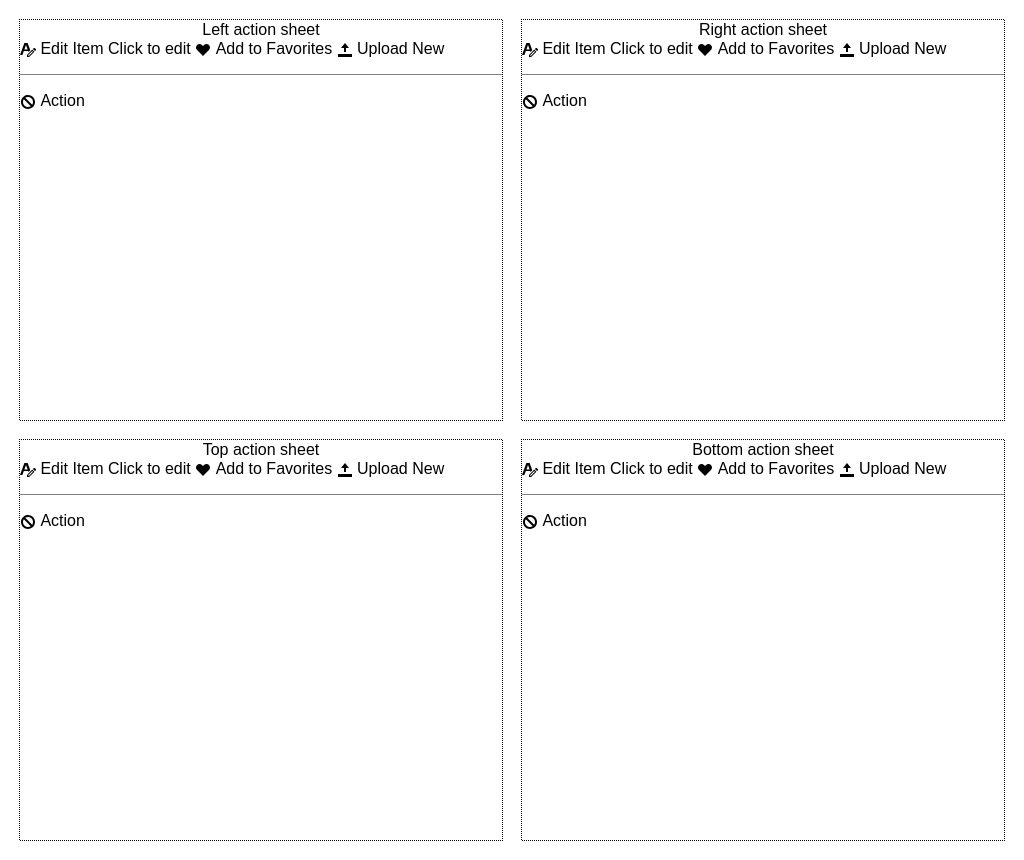 Left action sheet
Edit Item Click to edit Add to Favorites Upload New
Action
Right action sheet
Edit Item Click to edit Add to Favorites Upload New
Action
Top action sheet
Edit Item Click to edit Add to Favorites Upload New
Action
Bottom action sheet
Edit Item Click to edit Add to Favorites Upload New
Action